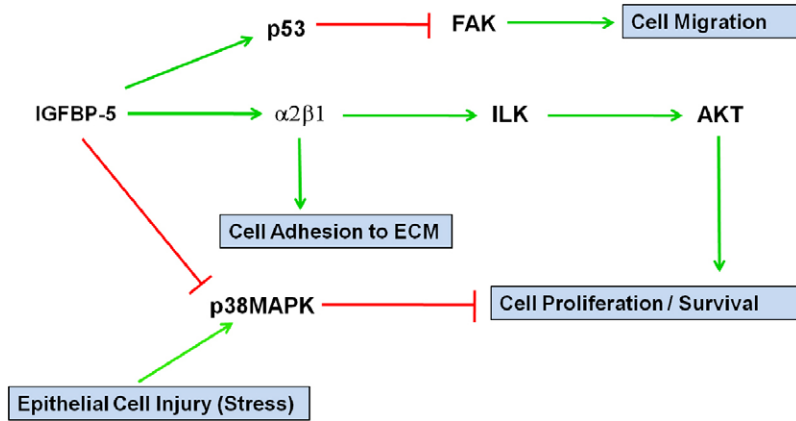 p53
FAK
Cell Migration
IGFBP-5
α2β1
ILK
AKT
Cell Adhesion to ECM
p38MAPK
Cell Proliferation / Survival
Epithelial Cell Injury (Stress)